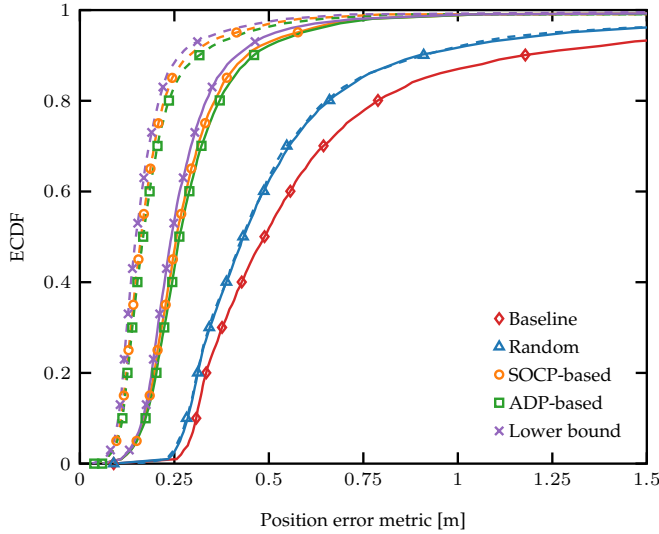 1
0.8
0.6
0.4
0.2
0
ECDF
0
0.25
0.5
0.75
1
1.25
1.5
Position error metric [m]
Baseline
Random
SOCP-based
ADP-based
Lower bound